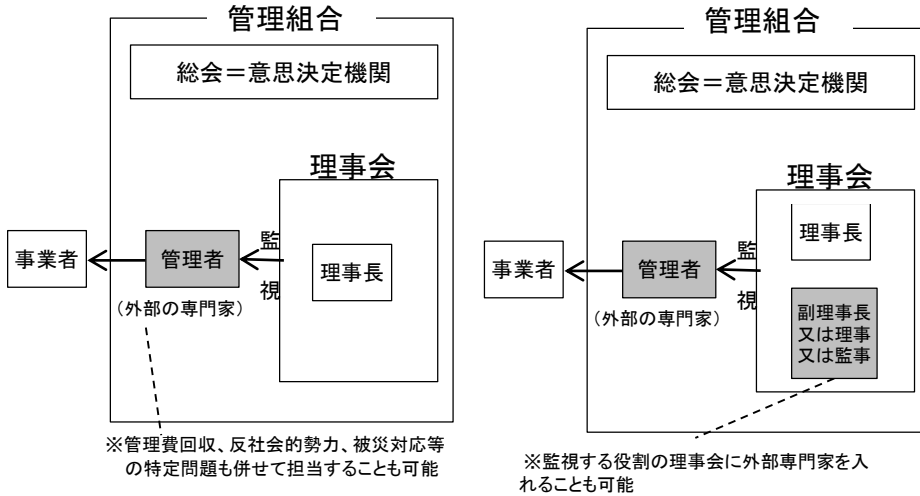 管理組合
総会＝意思決定機関
理事会
事業者
管理者
監
視
理事長
（外部の専門家）
※管理費回収、反社会的勢力、被災対応等
の特定問題も併せて担当することも可能
管理組合
総会＝意思決定機関
理事会
事業者
管理者
監
視
理事長
（外部の専門家）
副理事長
又は理事
又は監事
※監視する役割の理事会に外部専門家を入
れることも可能